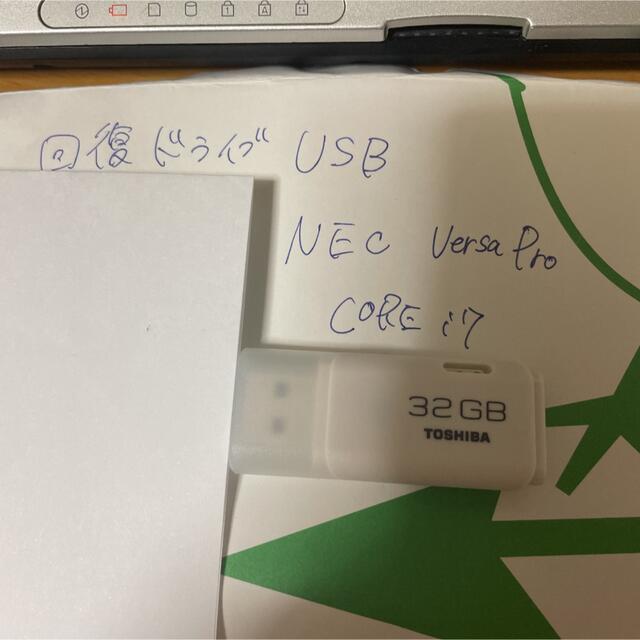 回復ドライブ USB
NEC VersaPro
CORE i7
32GB
TOSHIBA